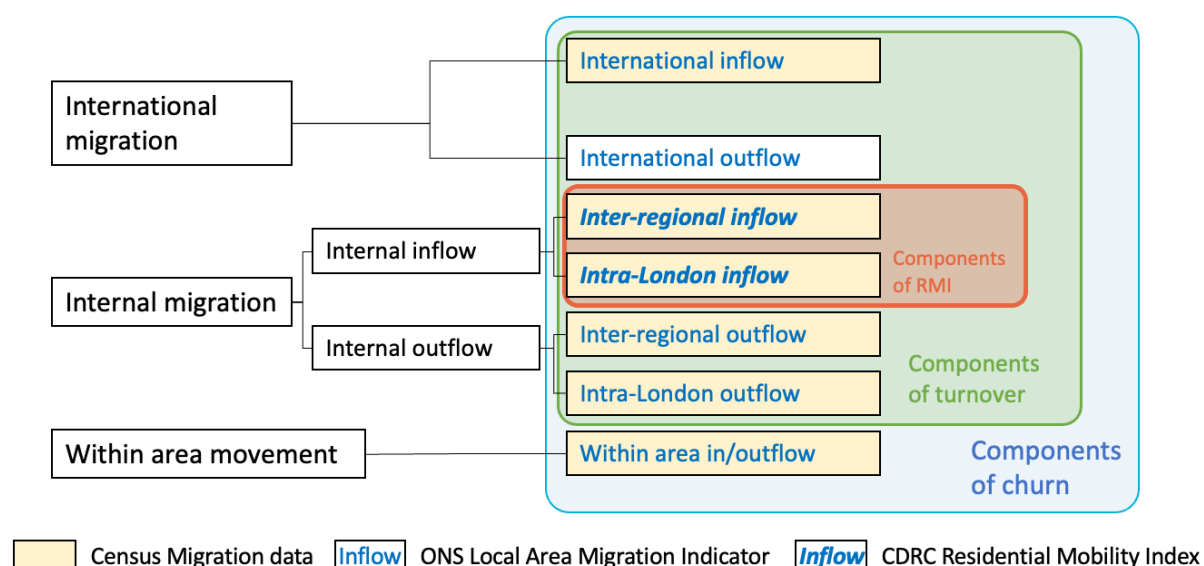 International
migration
International inflow
International outflow
Internal migration
Internal inflow
Inter-regional inflow
Intra-London inflow
Components
of RMI
Internal outflow
Inter-regional outflow
Intra-London outflow
Components
of turnover
Within area movement
Within area in/outflow
Components
of churn
Census Migration data
Inflow
ONS Local Area Migration Indicator
Inflow
CDRC Residential Mobility Index